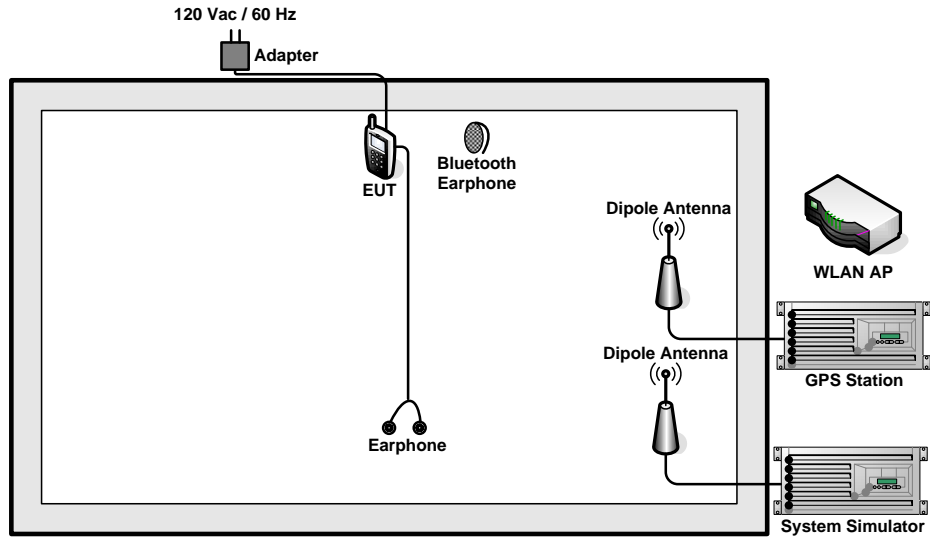 120 Vac / 60 Hz
Adapter
EUT
Bluetooth
Earphone
Dipole Antenna
WLAN AP
GPS Station
Dipole Antenna
Earphone
System Simulator